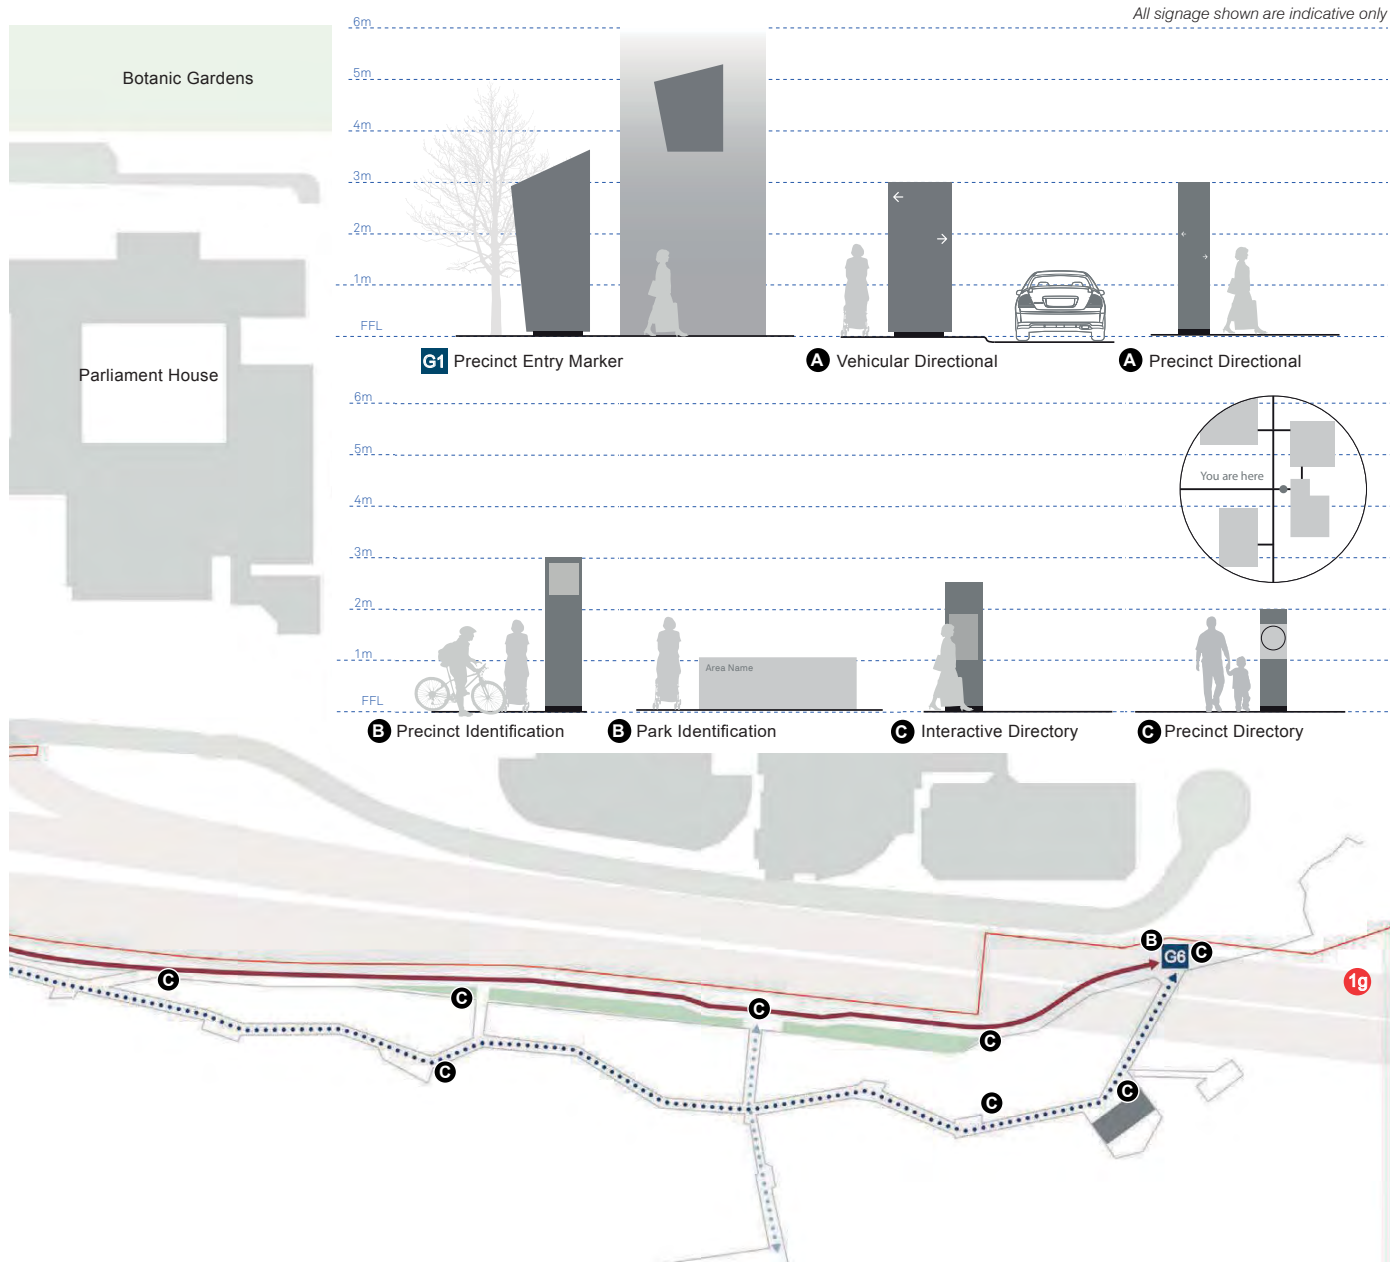 All signage shown are indicative only
Botanic Gardens
Parliament House
6m
5m
4m
3m
2m
1m
FFL
G1 Precinct Entry Marker
A Vehicular Directional
A Precinct Directional
6m
5m
4m
3m
2m
1m
FFL
You are here
Area Name
B Precinct Identification
B Park Identification
C Interactive Directory
C Precinct Directory
B
G6
C
1g
C
C
C
C
C
C
C